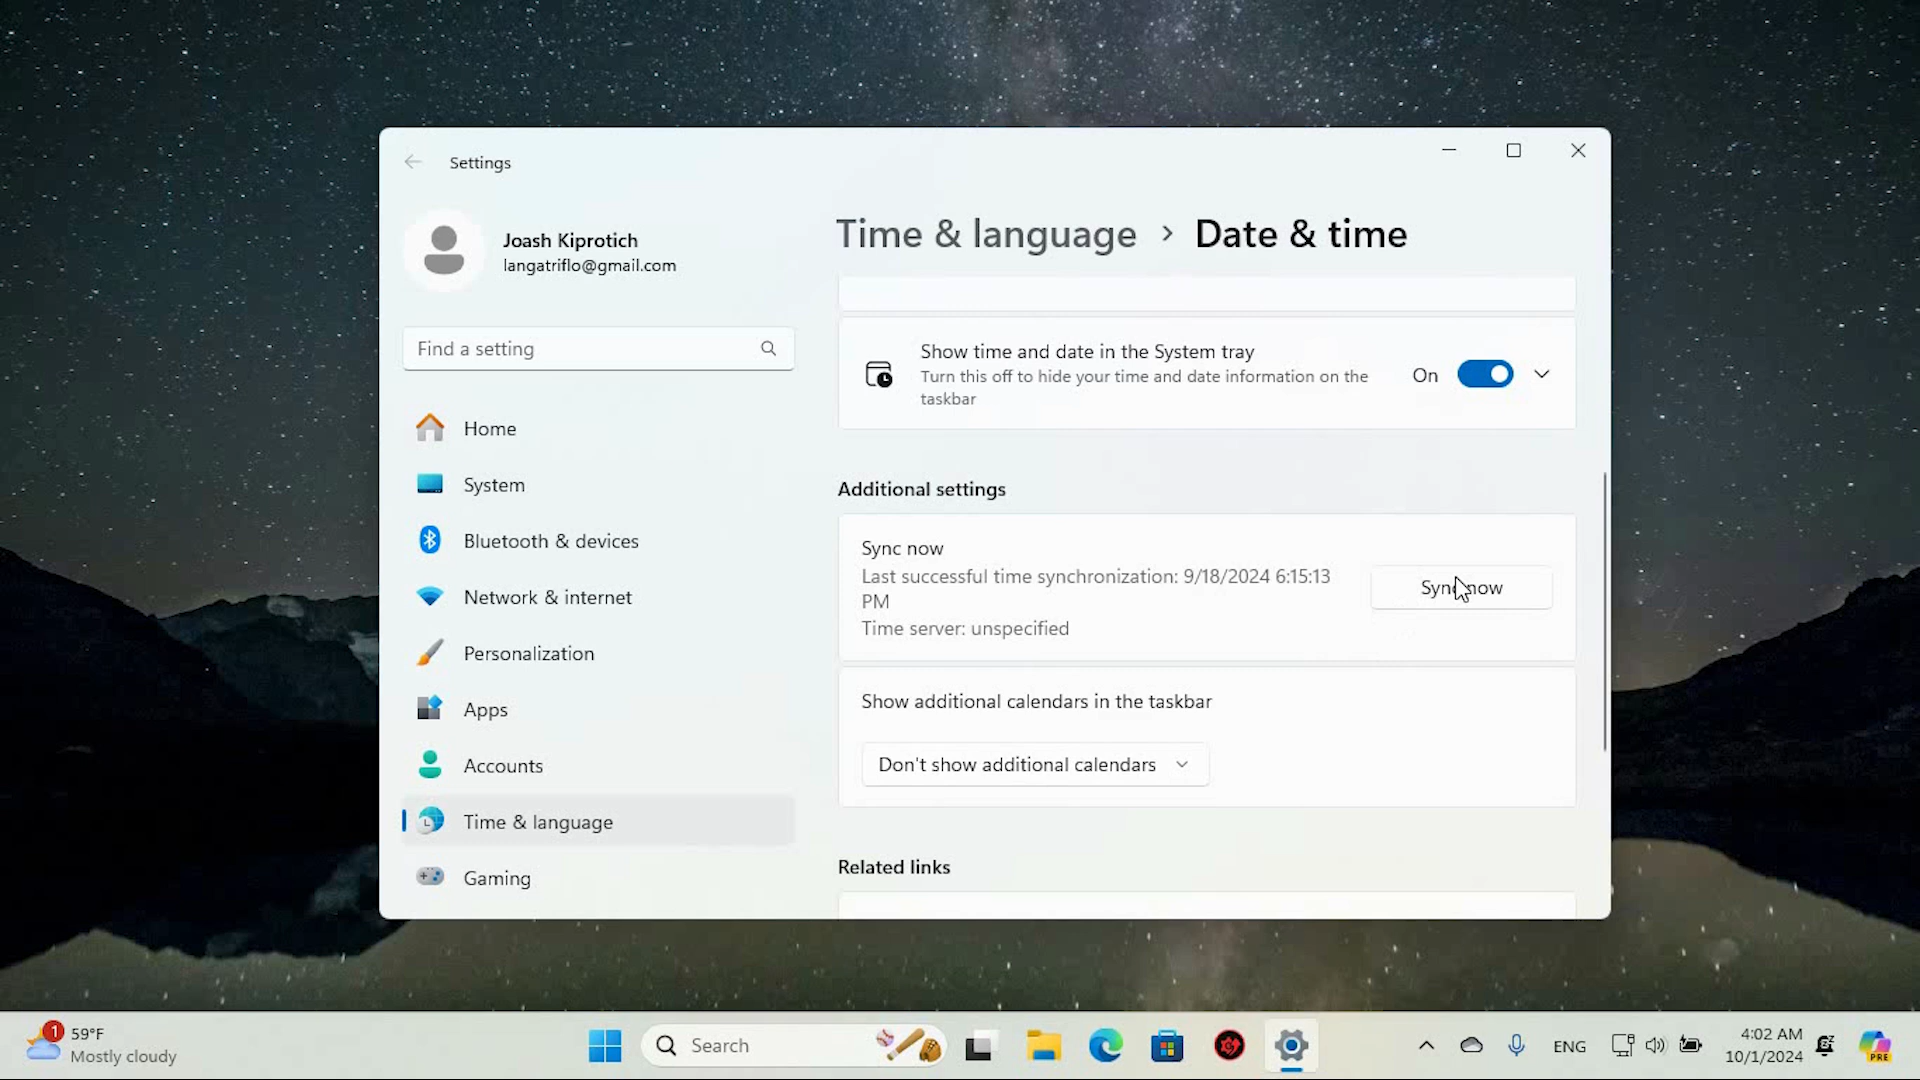 Settings
Joash Kiprotich
langatriflo@gmail.com
Find a setting
Home
System
Bluetooth & devices
Network & internet
Personalization
Apps
Accounts
Time & language
Gaming
Time & language > Date & time
Show time and date in the System tray
Turn this off to hide your time and date information on the
taskbar
On
Additional settings
Sync now
Last successful time synchronization: 9/18/2024 6:15:13
PM
Time server: unspecified
Sync now
Show additional calendars in the taskbar
Don't show additional calendars
Related links
1
59°F
Mostly cloudy
Search
ENG
4:02 AM
10/1/2024
PRE